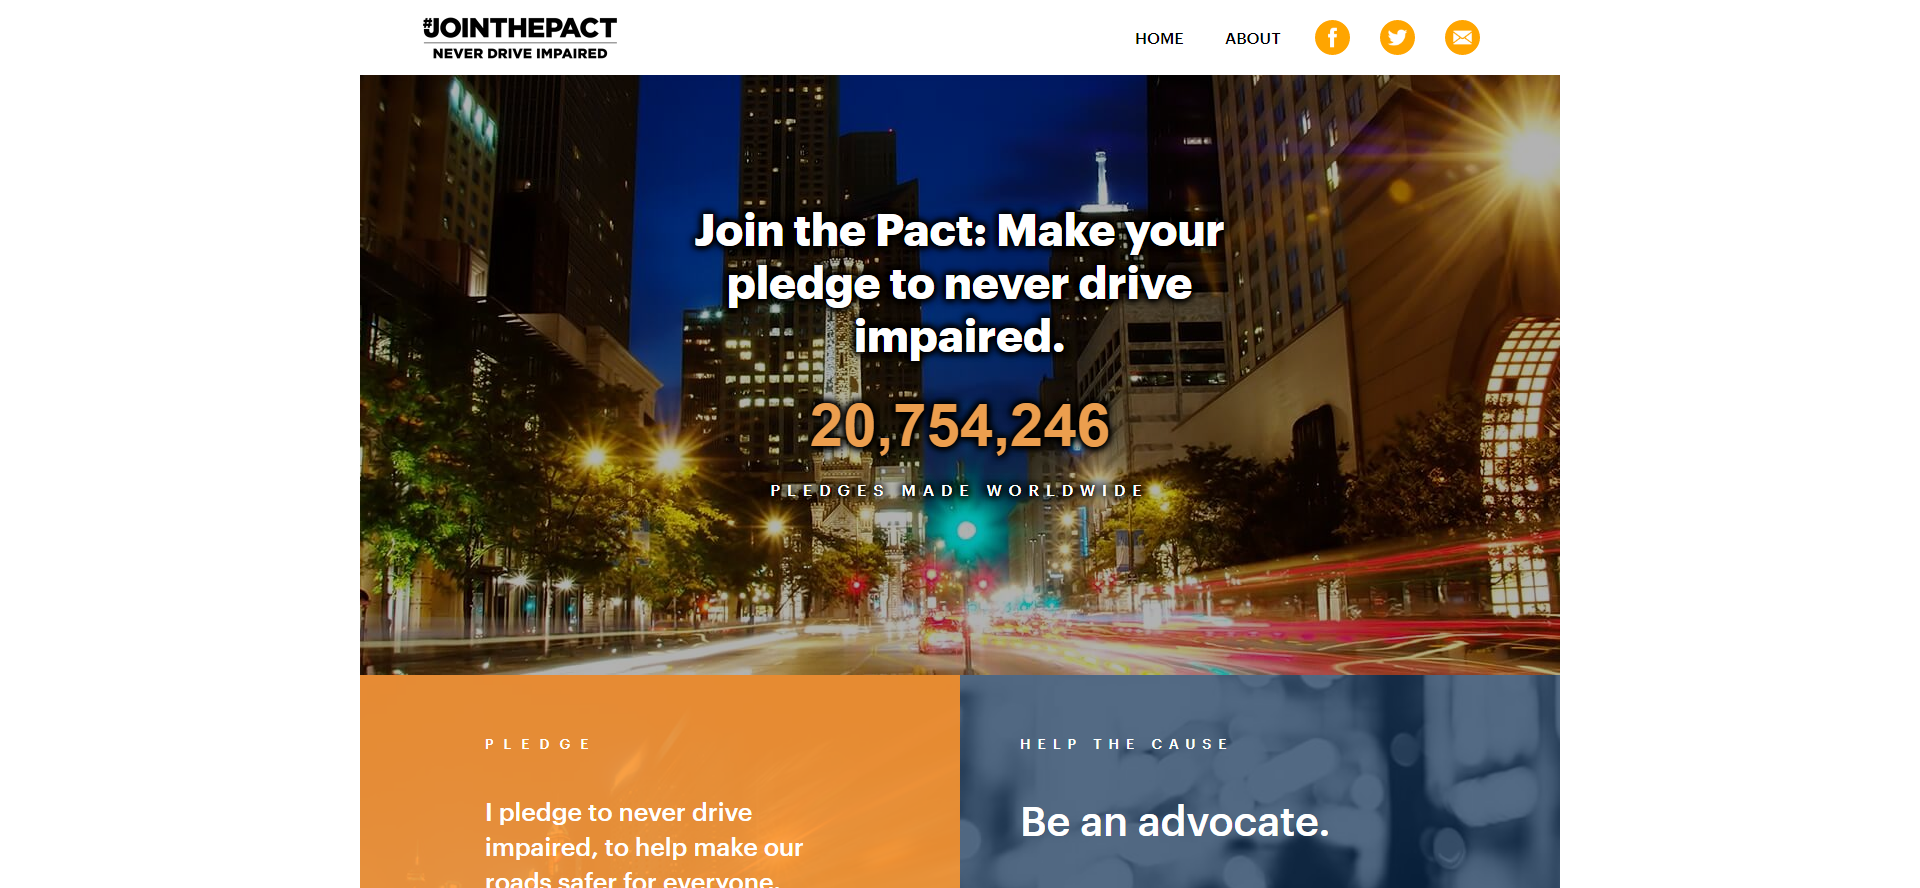 #JOINTHEPACT
NEVER DRIVE IMPAIRED
HOME
ABOUT
Join the Pact: Make your
pledge to never drive
impaired.
20,754,246
PLEDGES MADE WORLDWIDE
PLEDGE
I pledge to never drive
impaired, to help make our
roads safer for everyone.
HELP THE CAUSE
Be an advocate.